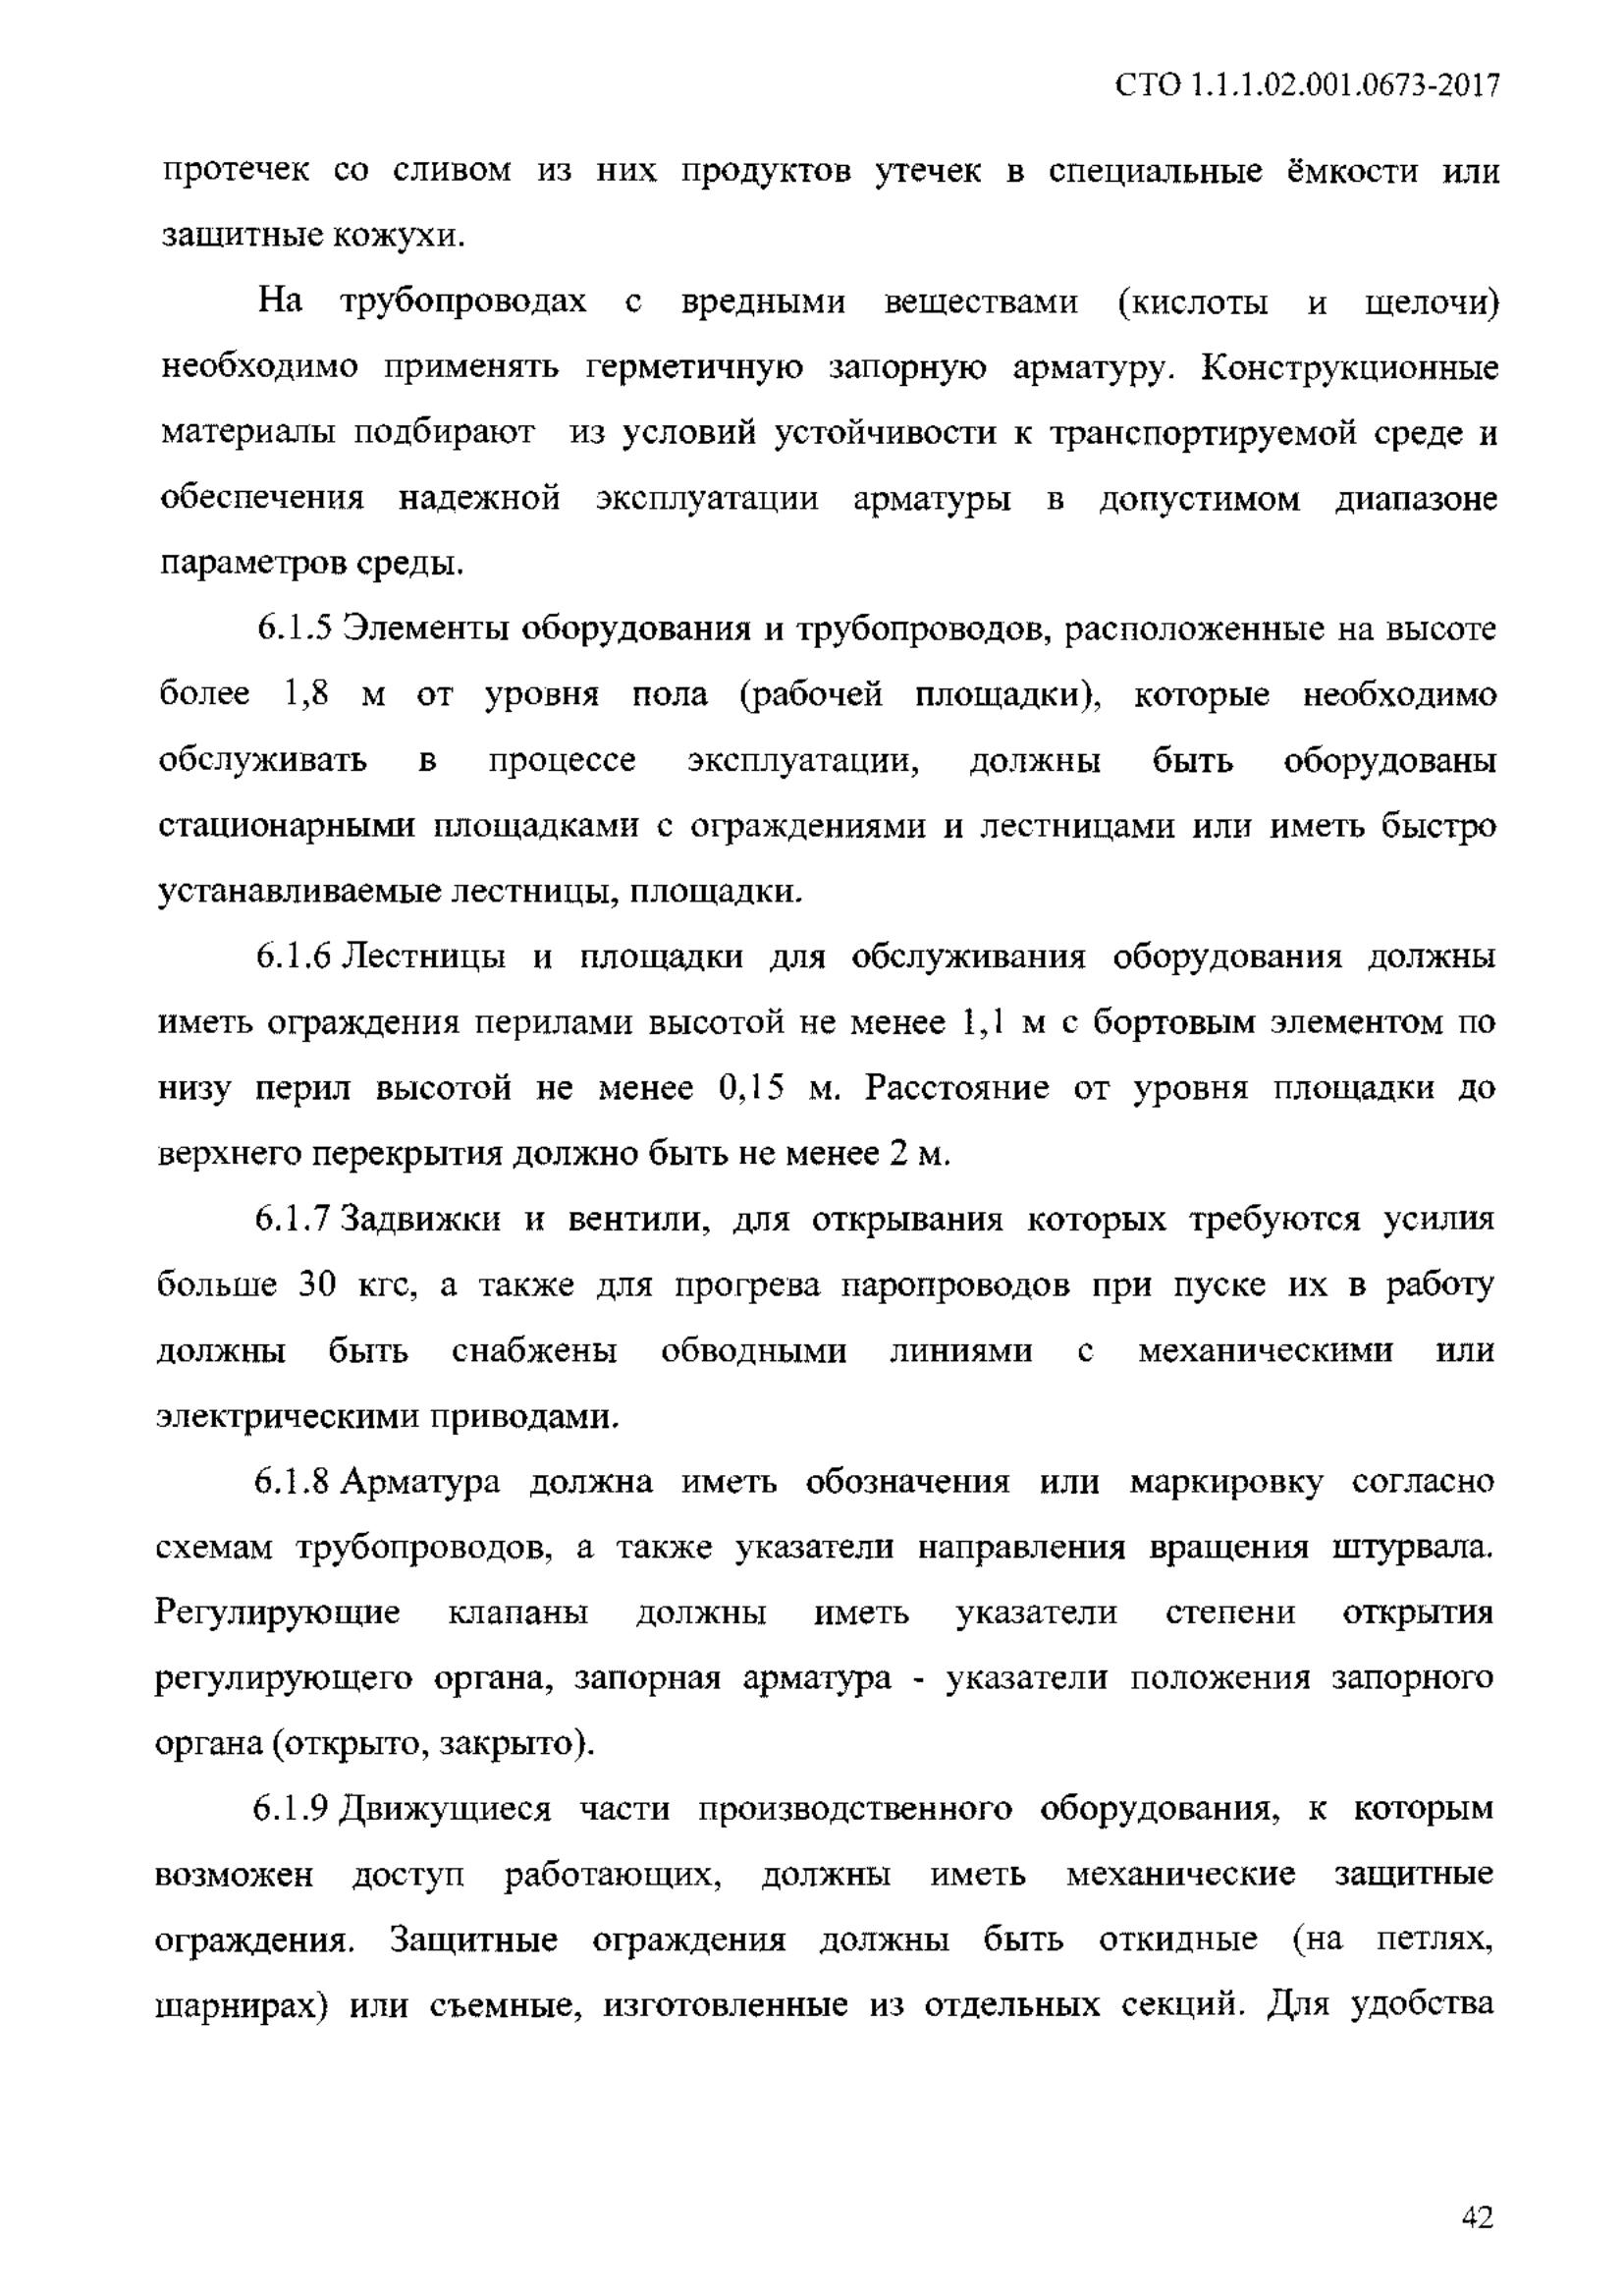 СТО 1.1.1.02.001.0673-2017
протечек со сливом из них продуктов утечек в специальные ёмкости или
защитные кожухи.
На трубопроводах с вредными веществами (кислоты и щелочи)
необходимо применять герметичную запорную арматуру. Конструкционные
материалы подбирают из условий устойчивости к транспортируемой среде и
обеспечения надежной эксплуатации арматуры в допустимом диапазоне
параметров среды.
6.1.5 Элементы оборудования и трубопроводов, расположенные на высоте
более 1,8 м от уровня пола (рабочей площадки), которые необходимо
обслуживать в процессе эксплуатации, должны быть оборудованы
стационарными площадками с ограждениями и лестницами или иметь быстро
устанавливаемые лестницы, площадки.
6.1.6 Лестницы и площадки для обслуживания оборудования должны
иметь ограждения перилами высотой не менее 1,1 м с бортовым элементом по
низу перил высотой не менее 0,15 м. Расстояние от уровня площадки до
верхнего перекрытия должно быть не менее 2 м.
6.1.7 Задвижки и вентили, для открывания которых требуются усилия
больше 30 кгс, а также для прогрева паропроводов при пуске их в работу
должны быть снабжены обводными линиями с механическими или
электрическими приводами.
6.1.8 Арматура должна иметь обозначения или маркировку согласно
схемам трубопроводов, а также указатели направления вращения штурвала.
Регулирующие клапаны должны иметь указатели степени открытия
регулирующего органа, запорная арматура - указатели положения запорного
органа (открыто, закрыто).
6.1.9 Движущиеся части производственного оборудования, к которым
возможен доступ работающих, должны иметь механические защитные
ограждения. Защитные ограждения должны быть откидные (на петлях,
шарнирах) или съемные, изготовленные из отдельных секций. Для удобства
42